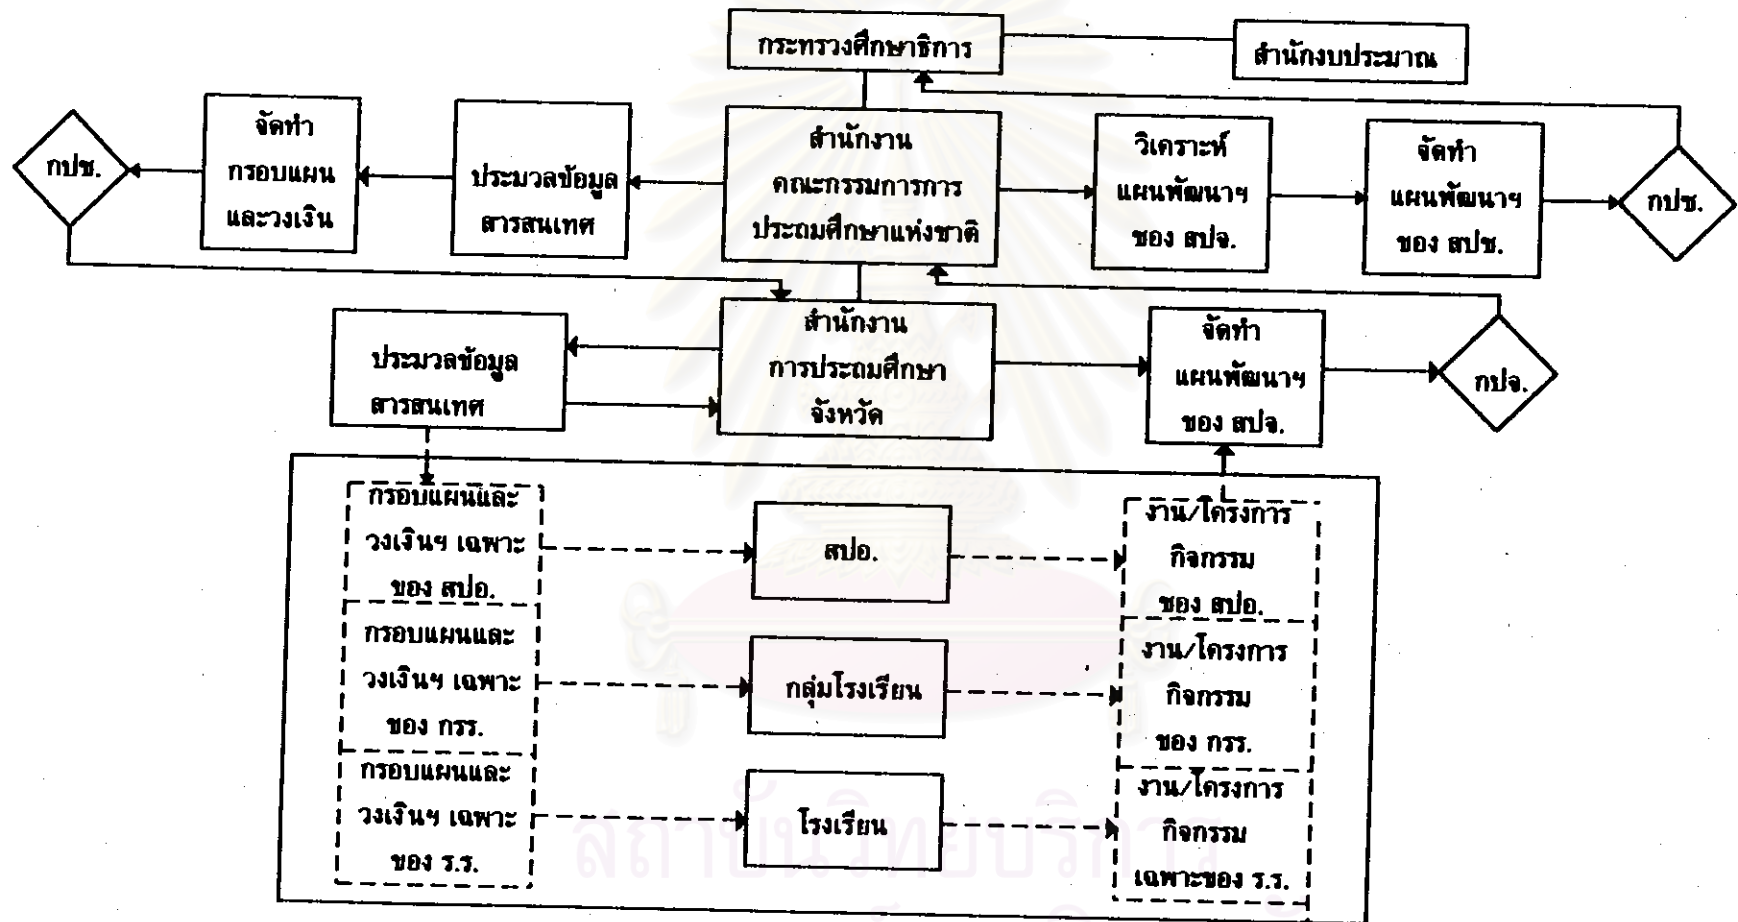 กระทรวงศึกษาธิการ
สำนักงบประมาณ
กปช.
จัดทำ
กรอบแผน
และวงเงิน
ประมวลข้อมูล
สารสนเทศ
สำนักงาน
คณะกรรมการการ
ประถมศึกษาแห่งชาติ
วิเคราะห์
แผนพัฒนาฯ
ของ สปจ.
จัดทำ
แผนพัฒนาฯ
ของ สปช.
กปช.
ประมวลข้อมูล
สารสนเทศ
สำนักงาน
การประถมศึกษา
จังหวัด
จัดทำ
แผนพัฒนาฯ
ของ สปจ.
กปจ.
กรอบแผนและ
วงเงินฯ เฉพาะ
ของ สปอ.
สปอ.
งาน/โครงการ
กิจกรรม
ของ สปอ.
กรอบแผนและ
วงเงินฯ เฉพาะ
ของ กรร.
กลุ่มโรงเรียน
งาน/โครงการ
กิจกรรม
ของ กรร.
กรอบแผนและ
วงเงินฯ เฉพาะ
ของ ร.ร.
โรงเรียน
งาน/โครงการ
กิจกรรม
เฉพาะของ ร.ร.
สถาบันวิทยบริการ